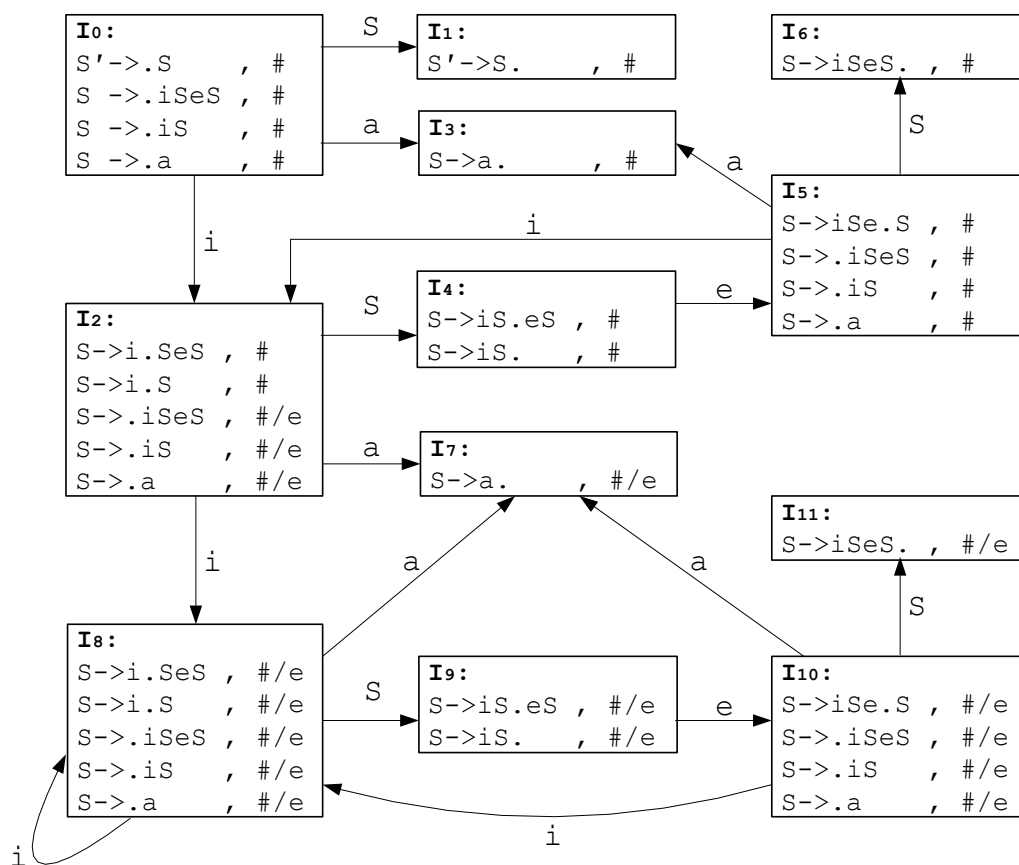 I0:
S'->.S , #
S ->.iSeS , #
S ->.iS , #
S ->.a , #
S
I1:
S'->S. , #
a
I3:
S->a. , #
I6:
S->iSeS. , #
S
a
I5:
S->iSe.S , #
S->.iSeS , #
S->.iS , #
S->.a , #
i
i
I2:
S->i.SeS , #
S->i.S , #
S->.iSeS , #/e
S->.iS , #/e
S->.a , #/e
S
I4:
S->iS.eS , #
S->iS. , #
e
a
I7:
S->a. , #/e
I11:
S->iSeS. , #/e
i
a
a
S
I8:
S->i.SeS , #/e
S->i.S , #/e
S->.iSeS , #/e
S->.iS , #/e
S->.a , #/e
S
I9:
S->iS.eS , #/e
S->iS. , #/e
e
I10:
S->iSe.S , #/e
S->.iSeS , #/e
S->.iS , #/e
S->.a , #/e
i
i